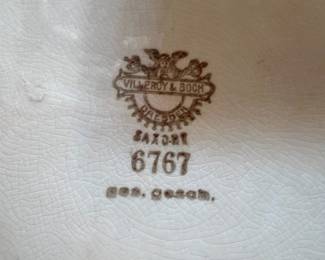 VILLEROY & BOCH
DRESDEN
SAXONY
6767
ges. gesch.